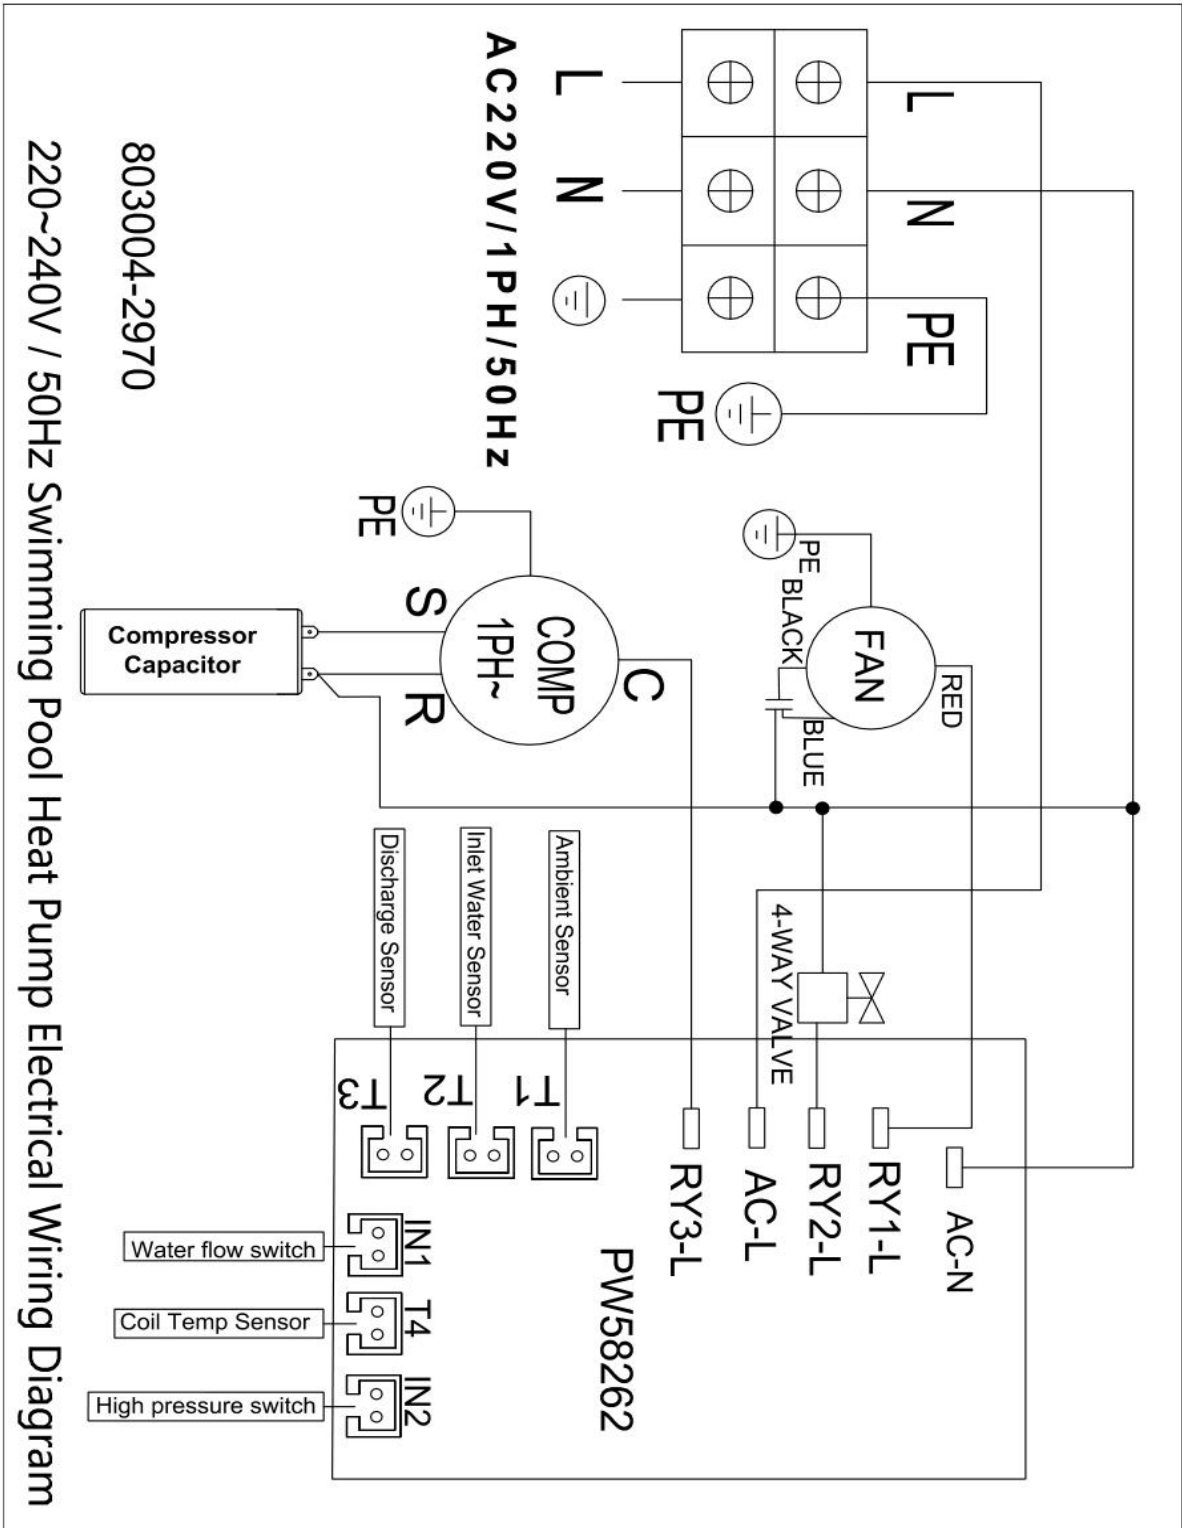 AC220V/1PH/50Hz
L
N
L
N
PE
PE
PE
S
R
C
COMP
1PH~
Compressor
Capacitor
PE
BLACK
FAN
RED
BLUE
4-WAY VALVE
Discharge Sensor
Inlet Water Sensor
Ambient Sensor
T3
T2
T1
RY3-L
AC-L
RY2-L
RY1-L
AC-N
IN1
T4
IN2
PW58262
Water flow switch
Coil Temp Sensor
High pressure switch
803004-2970
220~240V / 50Hz Swimming Pool Heat Pump Electrical Wiring Diagram